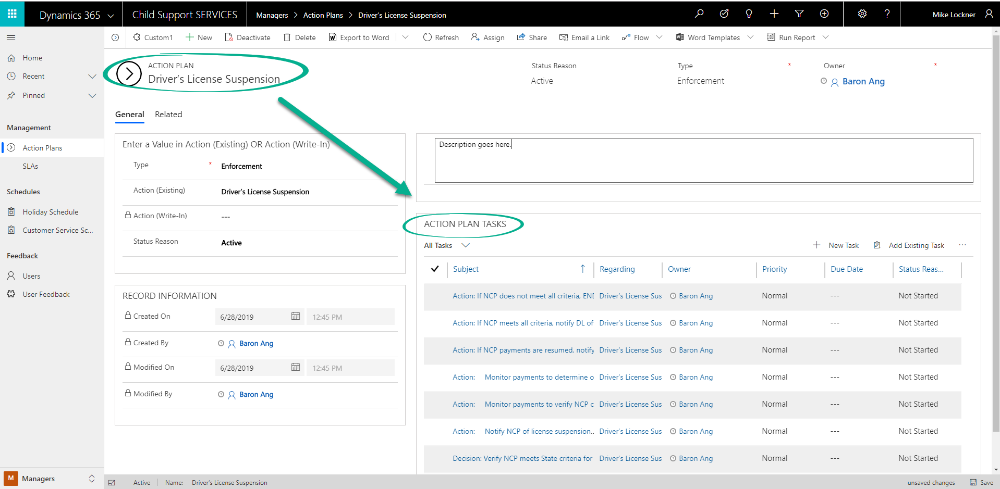 Dynamics 365
Child Support SERVICES
Managers > Action Plans > Driver's License Suspension
Mike Lockner
Custom1
New
Deactivate
Delete
Export to Word
Refresh
Assign
Share
Email a Link
Flow
Word Templates
Run Report
Home
Recent
Pinned
Management
Action Plans
SLAs
Schedules
Holiday Schedule
Customer Service Sc...
Feedback
Users
User Feedback
M
Managers
ACTION PLAN
Driver's License Suspension
Status Reason
Active
Type *
Enforcement
Owner *
Baron Ang
General
Related
Enter a Value in Action (Existing) OR Action (Write-In)
Type * Enforcement
Action (Existing) Driver's License Suspension
Action (Write-In) ---
Status Reason Active
RECORD INFORMATION
Created On 6/28/2019 12:45 PM
Created By Baron Ang
Modified On 6/28/2019 12:45 PM
Modified By Baron Ang
Description goes here.
ACTION PLAN TASKS
All Tasks
New Task
Add Existing Task
...
Subject Regarding Owner Priority Due Date Status Reas...
Action: If NCP does not meet all criteria, END Driver's License Sus Baron Ang Normal --- Not Started
Action: If NCP meets all criteria, notify DL of Driver's License Sus Baron Ang Normal --- Not Started
Action: If NCP payments are resumed, notify Driver's License Sus Baron Ang Normal --- Not Started
Action: Monitor payments to determine c Driver's License Sus Baron Ang Normal --- Not Started
Action: Monitor payments to verify NCP c Driver's License Sus Baron Ang Normal --- Not Started
Action: Notify NCP of license suspension.. Driver's License Sus Baron Ang Normal --- Not Started
Decision: Verify NCP meets State criteria for Driver's License Sus Baron Ang Normal --- Not Started
Active
Name: Driver's License Suspension
unsaved changes
Save